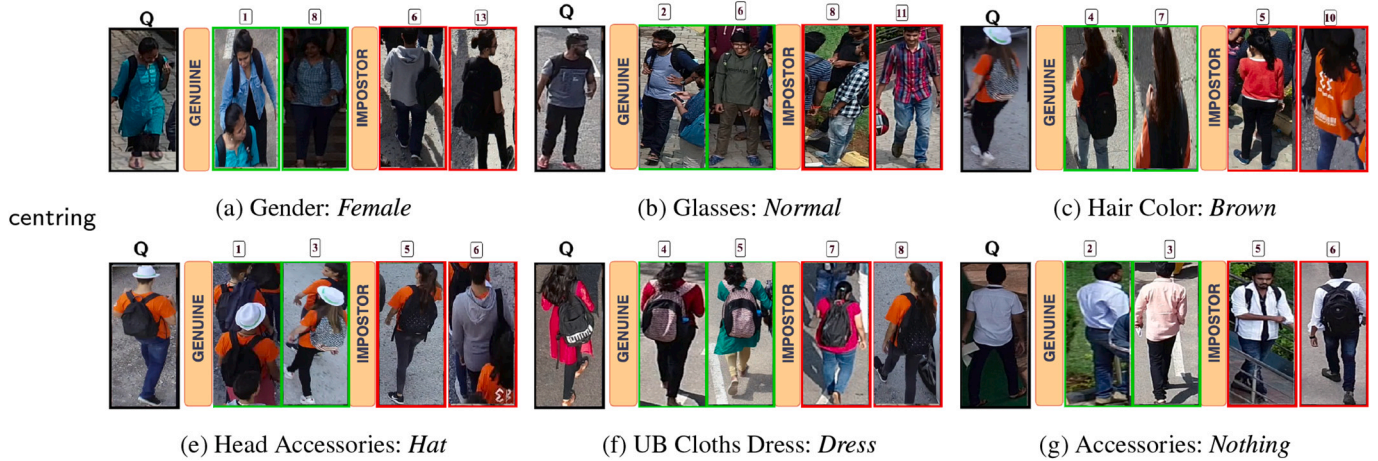 Q GENUINE 1 8 IMPOSTOR 6 13
Q GENUINE 2 6 IMPOSTOR 8 11
Q GENUINE 4 7 IMPOSTOR 5 10
(a) Gender: Female
(b) Glasses: Normal
(c) Hair Color: Brown
centring
Q GENUINE 1 3 IMPOSTOR 5 6
Q GENUINE 4 5 IMPOSTOR 7 8
Q GENUINE 2 3 IMPOSTOR 5 6
(e) Head Accessories: Hat
(f) UB Cloths Dress: Dress
(g) Accessories: Nothing